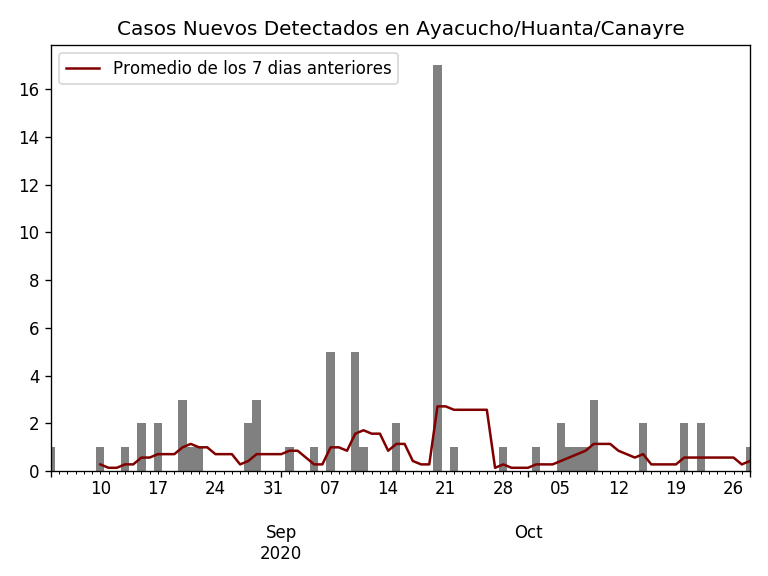 Casos Nuevos Detectados en Ayacucho/Huanta/Canayre
Promedio de los 7 dias anteriores
16
14
12
10
8
6
4
2
0
10 17 24 31 07 14 21 28 05 12 19 26
Sep Oct
2020